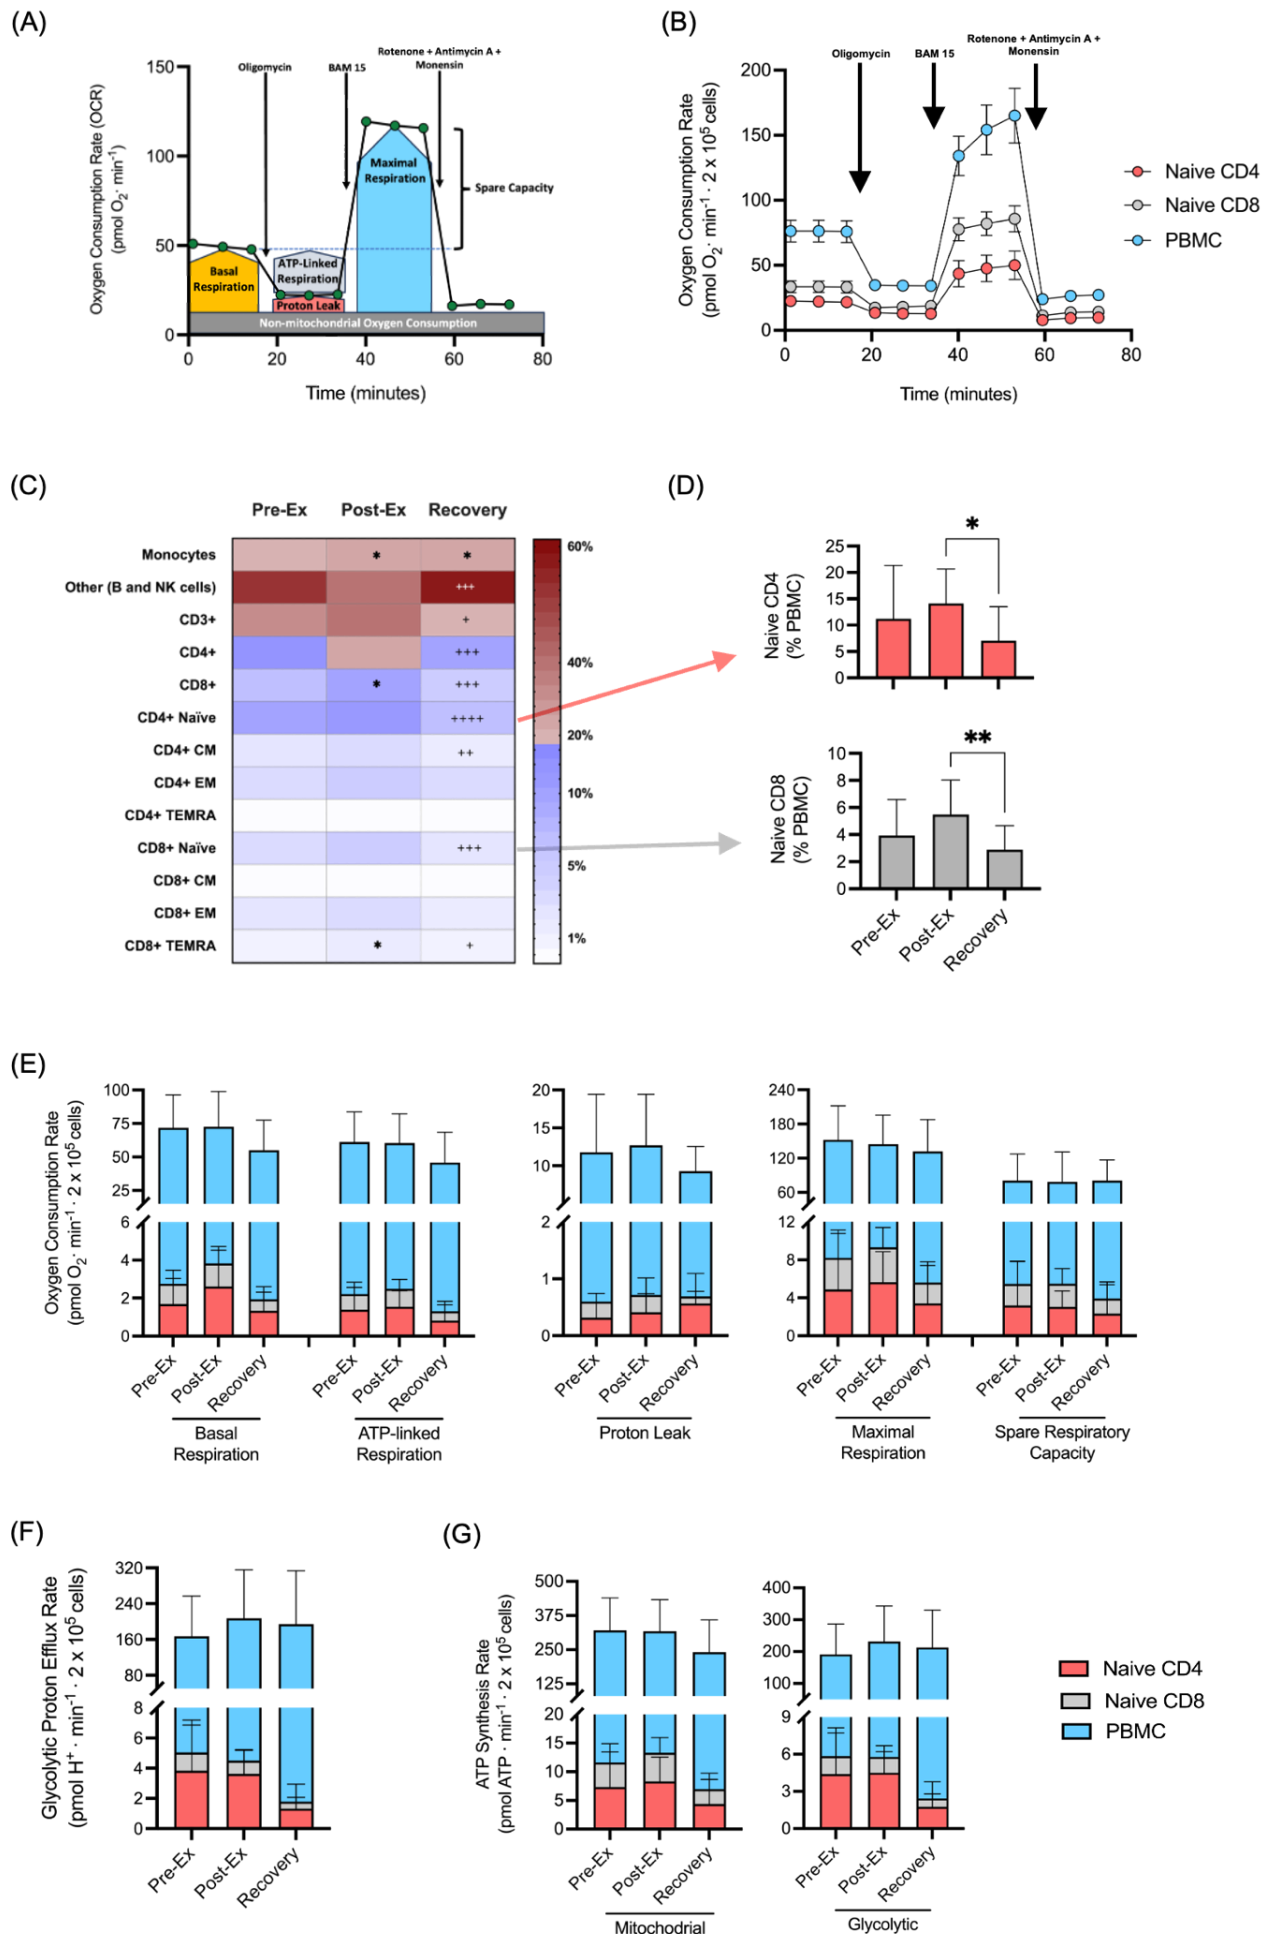 (A)
Oxygen Consumption Rate (OCR)
(pmol O2· min-1)
150
100
50
0
0 20 40 60 80
Time (minutes)
Oligomycin
BAM 15
Rotenone + Antimycin A +
Monensin
Basal
Respiration
ATP-Linked
Respiration
Proton Leak
Maximal
Respiration
Spare Capacity
Non-mitochondrial Oxygen Consumption
(B)
Oxygen Consumption Rate
(pmol O2· min-1 · 2 x 105 cells)
200
150
100
50
0
0 20 40 60 80
Time (minutes)
Oligomycin
BAM 15
Rotenone + Antimycin A +
Monensin
Naive CD4
Naive CD8
PBMC
(C)
Pre-Ex Post-Ex Recovery
Monocytes * *
Other (B and NK cells) +++
CD3+ +
CD4+ +++
CD8+ * +++
CD4+ Naïve ++++
CD4+ CM ++
CD4+ EM
CD4+ TEMRA
CD8+ Naïve +++
CD8+ CM
CD8+ EM
CD8+ TEMRA * +
60%
40%
20%
10%
5%
1%
(D)
Naive CD4
(% PBMC)
25
20
15
10
5
0
*
Naive CD8
(% PBMC)
10
8
6
4
2
0
**
Pre-Ex Post-Ex Recovery
(E)
Oxygen Consumption Rate
(pmol O2· min-1 · 2 x 105 cells)
100
75
50
25
6
4
2
0
Pre-Ex Post-Ex Recovery
Basal
Respiration
Pre-Ex Post-Ex Recovery
ATP-linked
Respiration
20
15
10
2
1
0
Pre-Ex Post-Ex Recovery
Proton Leak
240
180
120
60
12
8
4
0
Pre-Ex Post-Ex Recovery
Maximal
Respiration
Pre-Ex Post-Ex Recovery
Spare Respiratory
Capacity
(F)
Glycolytic Proton Efflux Rate
(pmol H+ · min-1 · 2 x 105 cells)
320
240
160
80
8
6
4
2
0
Pre-Ex Post-Ex Recovery
(G)
ATP Synthesis Rate
(pmol ATP · min-1 · 2 x 105 cells)
500
375
250
125
20
15
10
5
0
Pre-Ex Post-Ex Recovery
Mitochodrial
400
300
200
100
9
6
3
0
Pre-Ex Post-Ex Recovery
Glycolytic
Naive CD4
Naive CD8
PBMC